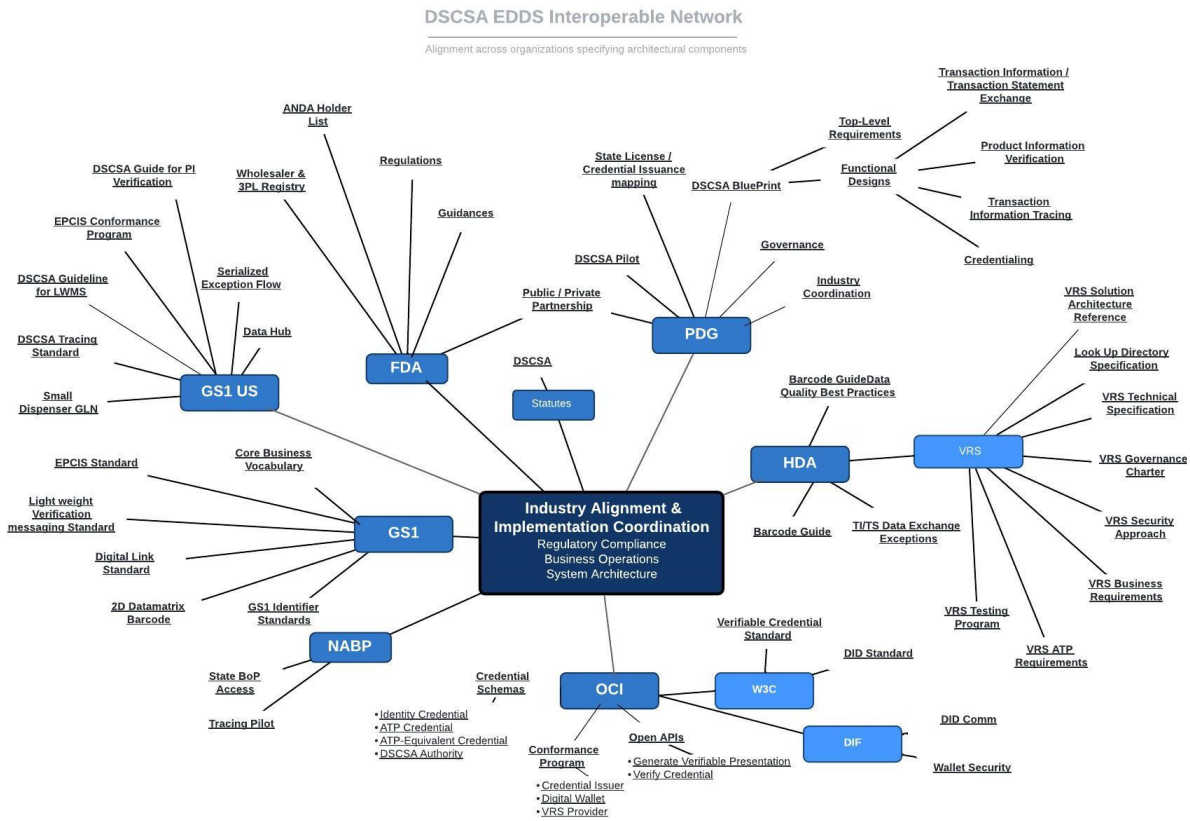 DSCSA EDDS Interoperable Network
Alignment across organizations specifying architectural components
Transaction Information /
Transaction Statement
Exchange
ANDA Holder
List
Top-Level
Requirements
Regulations
State License /
Credential Issuance
mapping
Product Information
Verification
DSCSA Guide for PI
Verification
Wholesaler &
3PL Registry
DSCSA BluePrint
Functional
Designs
Transaction
Information Tracing
Guidances
EPCIS Conformance
Program
Governance
Credentialing
DSCSA Pilot
Serialized
Exception Flow
DSCSA Guideline
for LWMS
Industry
Coordination
VRS Solution
Architecture
Reference
Public / Private
Partnership
Data Hub
PDG
DSCSA Tracing
Standard
DSCSA
FDA
Look Up Directory
Specification
GS1 US
Barcode GuideData
Quality Best Practices
Small
Dispenser GLN
Statutes
VRS Technical
Specification
EPCIS Standard
Core Business
Vocabulary
HDA
VRS
VRS Governance
Charter
Light weight
Verification
messaging Standard
GS1
Industry Alignment &
Implementation Coordination
Regulatory Compliance
Business Operations
System Architecture
Barcode Guide
TI/TS Data Exchange
Exceptions
VRS Security
Approach
Digital Link
Standard
VRS Business
Requirements
2D Datamatrix
Barcode
GS1 Identifier
Standards
VRS Testing
Program
NABP
Verifiable Credential
Standard
DID Standard
VRS ATP
Requirements
State BoP
Access
Credential
Schemas
OCI
W3C
Tracing Pilot
• Identity Credential
• ATP Credential
• ATP-Equivalent Credential
• DSCSA Authority
DID Comm
Conformance
Program
Open APIs
DIF
• Generate Verifiable Presentation
• Verify Credential
Wallet Security
• Credential Issuer
• Digital Wallet
• VRS Provider